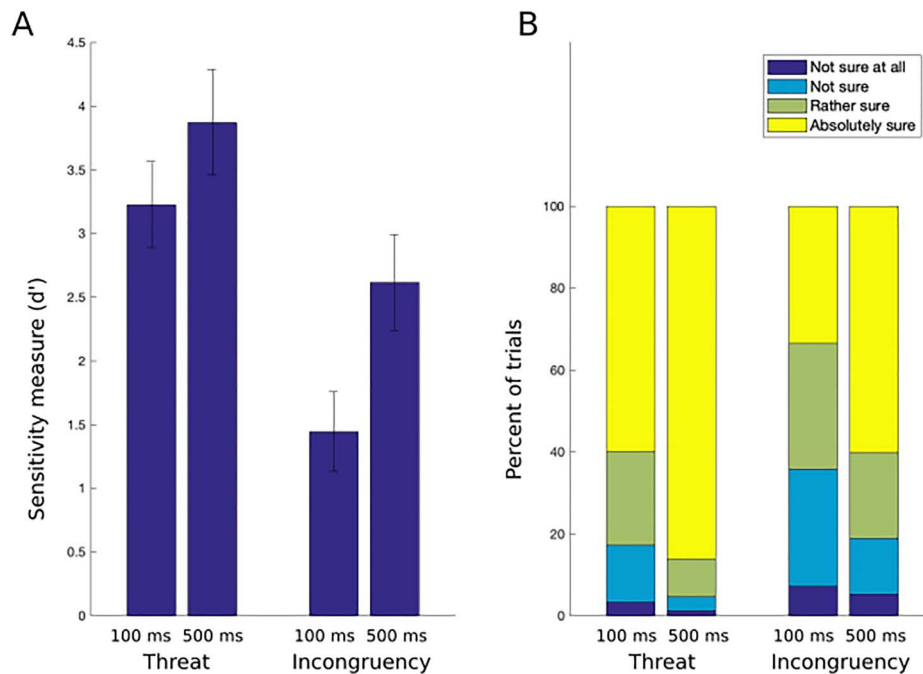 A
4.5
4
3.5
3
2.5
2
1.5
1
0.5
0
Sensitivity measure (d')
100 ms 500 ms 100 ms 500 ms
Threat Incongruency
B
Not sure at all
Not sure
Rather sure
Absolutely sure
100
80
60
40
20
0
Percent of trials
100 ms 500 ms 100 ms 500 ms
Threat Incongruency